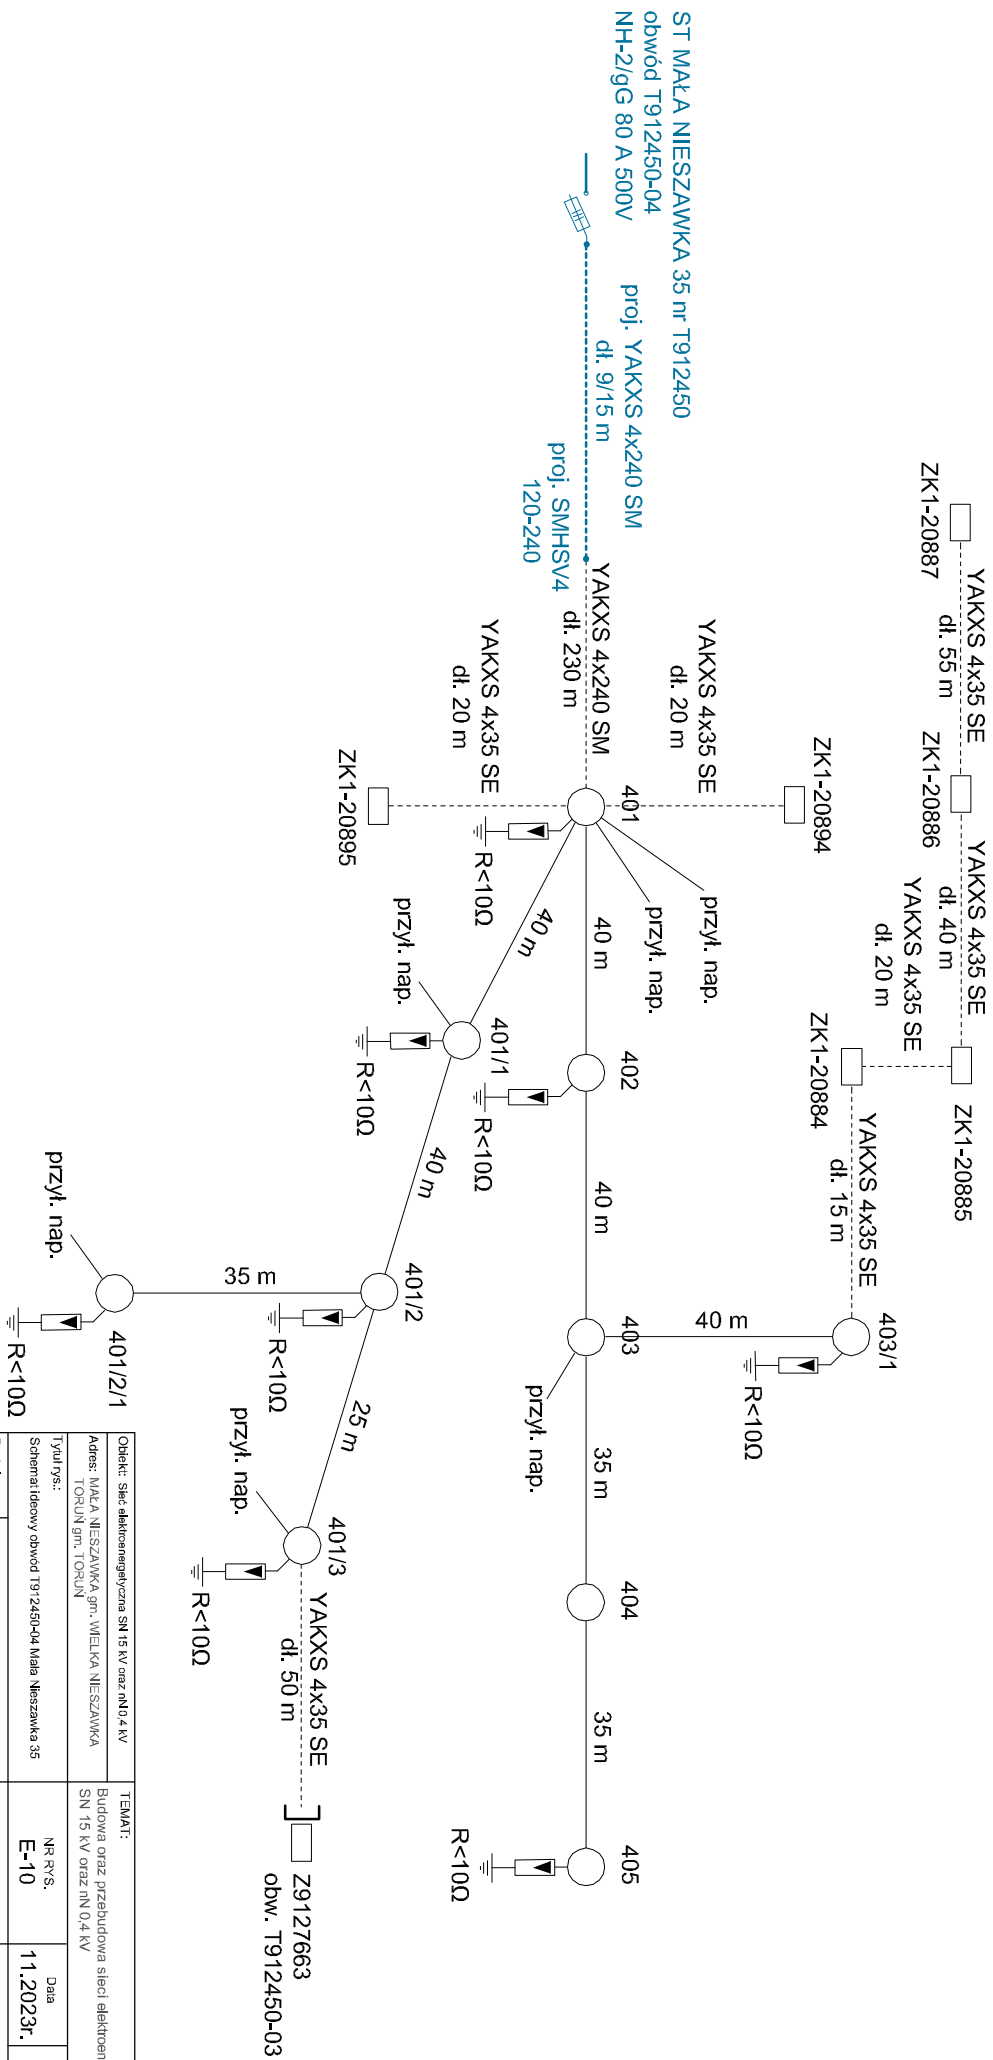 ST MAŁA NIESZAWKA 35 nr T912450
obwód T912450-04
NH-2/gG 80 A 500V
proj. YAKXS 4x240 SM
dł. 9/15 m
proj. SMHSV4
120-240
YAKXS 4x240 SM
dł. 230 m
ZK1-20887
YAKXS 4x35 SE
dł. 55 m
ZK1-20886
YAKXS 4x35 SE
dł. 40 m
ZK1-20885
YAKXS 4x35 SE
dł. 20 m
ZK1-20884
YAKXS 4x35 SE
dł. 15 m
403/1
R<10Ω
40 m
ZK1-20894
YAKXS 4x35 SE
dł. 20 m
401
przył. nap.
przył. nap.
R<10Ω
YAKXS 4x35 SE
dł. 20 m
ZK1-20895
40 m
402
R<10Ω
40 m
403
przył. nap.
35 m
404
35 m
405
R<10Ω
40 m
401/1
przył. nap.
R<10Ω
40 m
401/2
R<10Ω
35 m
401/2/1
przył. nap.
R<10Ω
25 m
401/3
przył. nap.
R<10Ω
YAKXS 4x35 SE
dł. 50 m
Z9127663
obw. T912450-03
Obiekt: Sieć elektroenergetyczna SN 15 kV oraz nN 0,4 kV
Adres: MAŁA NIESZAWKA gm. WIELKA NIESZAWKA
TORUŃ gm. TORUŃ
TEMAT:
Budowa oraz przebudowa sieci elektroen
SN 15 kV oraz nN 0,4 kV
Tytuł rys.:
Schemat ideowy obwód T912450-04 Mała Nieszawka 35
NR RYS.
E-10
Data
11.2023r.